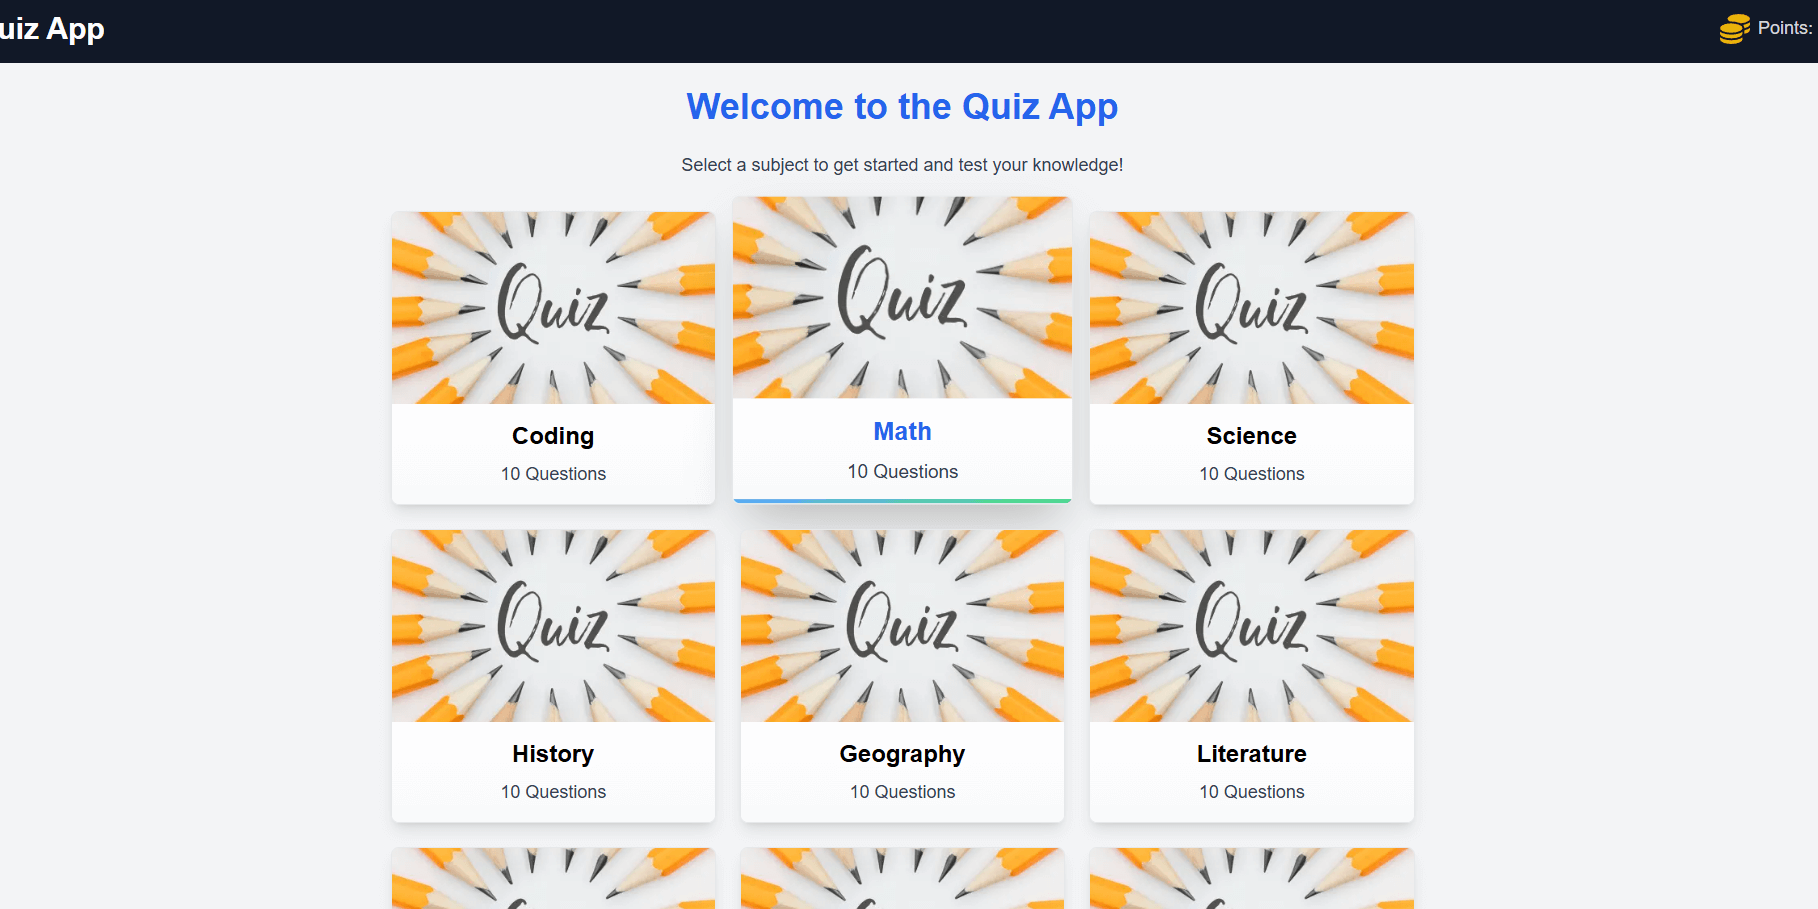 uiz App
Points:
Welcome to the Quiz App
Select a subject to get started and test your knowledge!
Quiz
Quiz
Quiz
Coding
Math
Science
10 Questions
10 Questions
10 Questions
Quiz
Quiz
Quiz
History
Geography
Literature
10 Questions
10 Questions
10 Questions